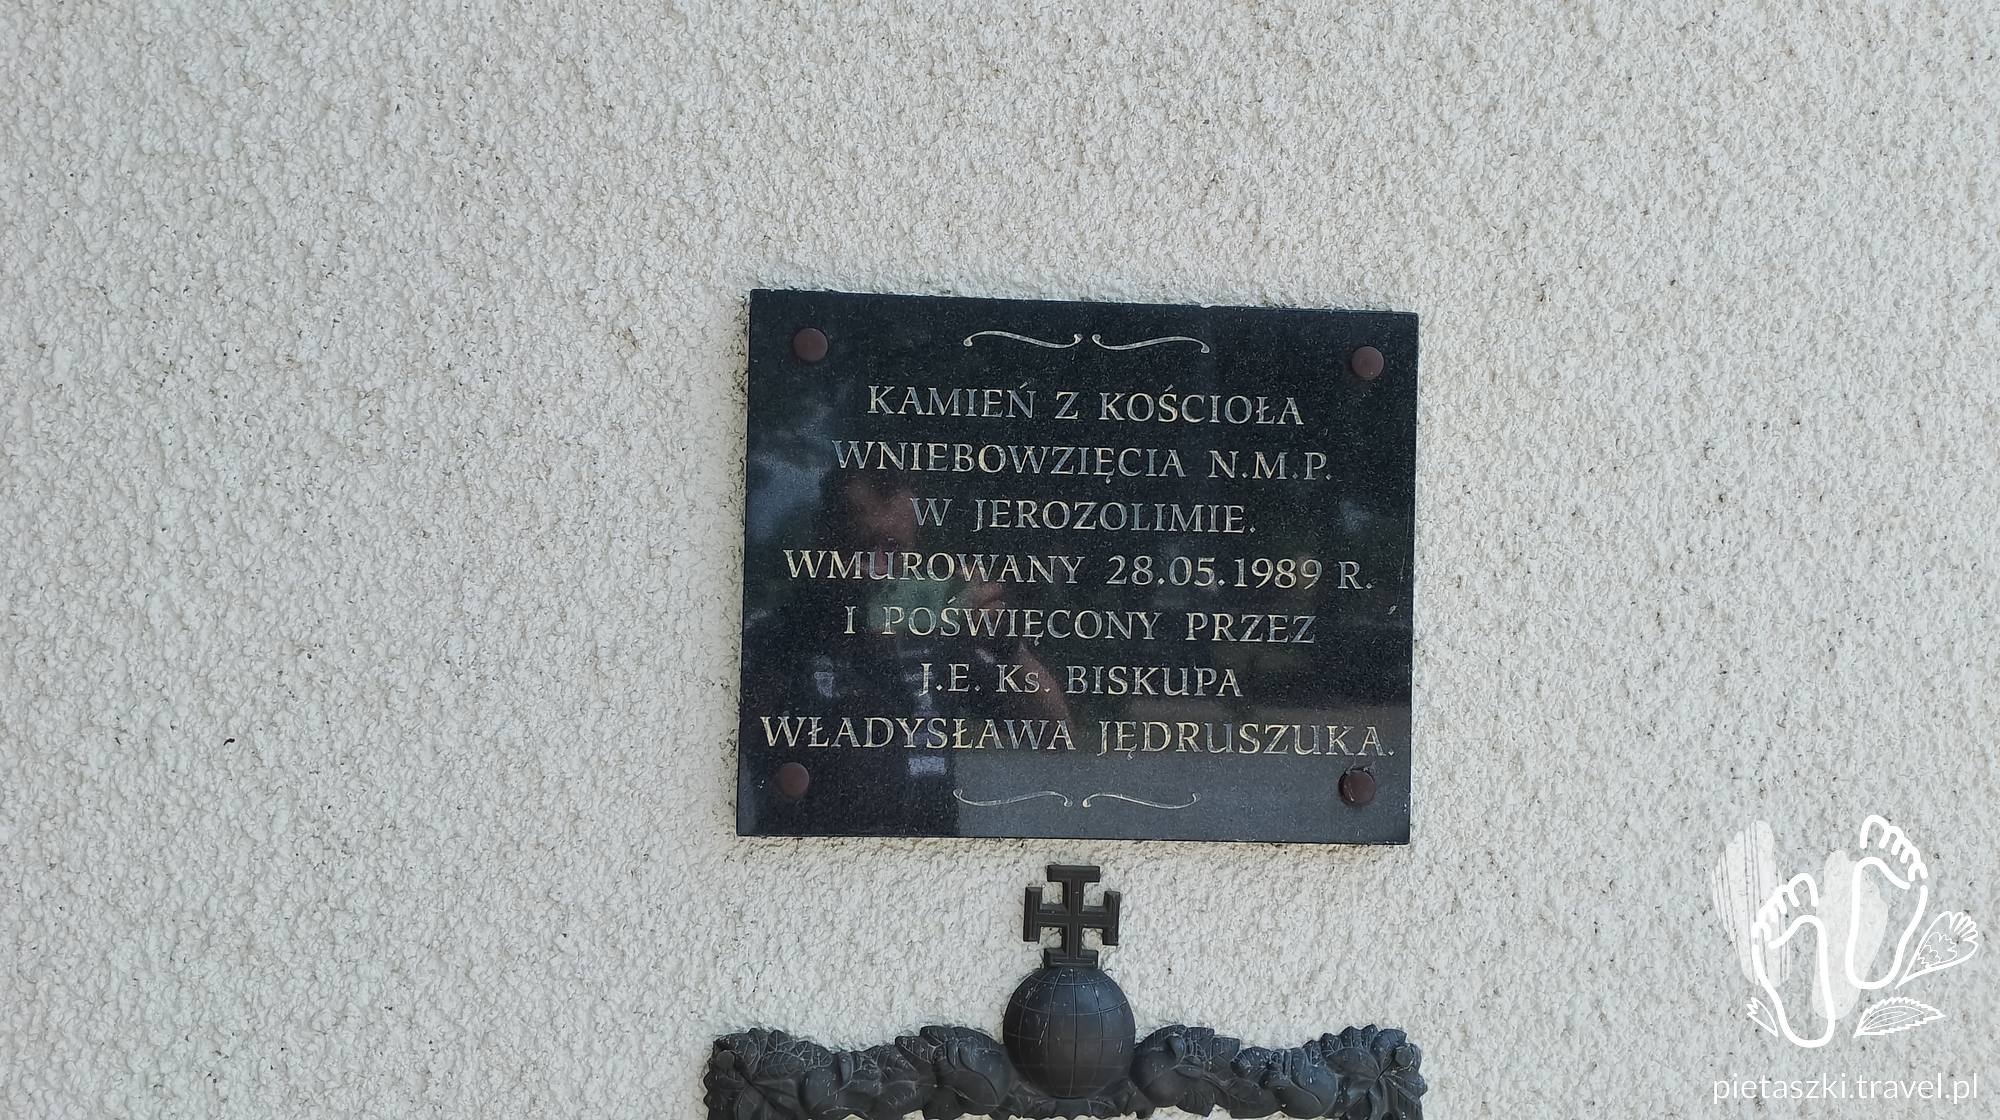 KAMIEŃ Z KOŚCIOŁA
WNIEBOWZIĘCIA N.M.P.
W JEROZOLIMIE.
WMUROWANY 28.05.1989 R.
I POŚWIĘCONY PRZEZ
J.E. Ks. BISKUPA
WŁADYSŁAWA JĘDRUSZUKA.
pietaszki.travel.pl